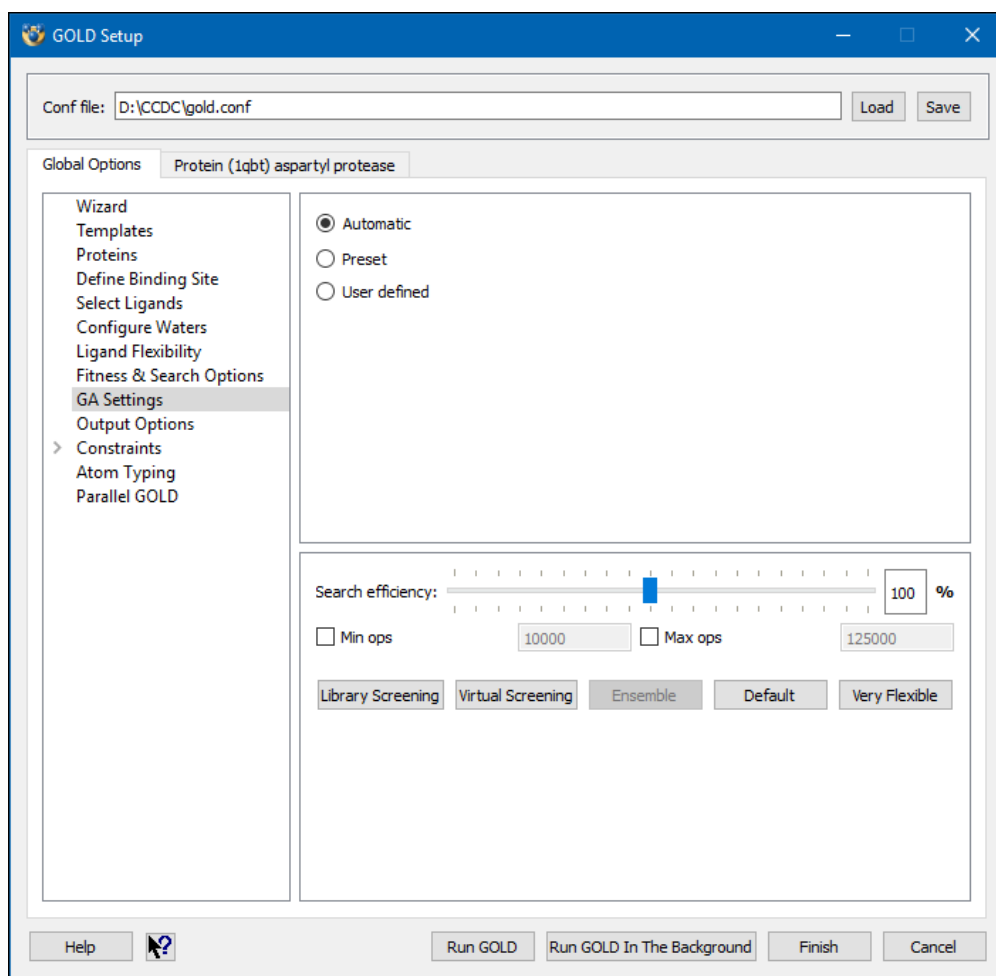 GOLD Setup
Conf file: D:\CCDC\gold.conf Load Save
Global Options Protein (1qbt) aspartyl protease
Wizard
Templates
Proteins
Define Binding Site
Select Ligands
Configure Waters
Ligand Flexibility
Fitness & Search Options
GA Settings
Output Options
Constraints
Atom Typing
Parallel GOLD
Automatic
Preset
User defined
Search efficiency: 100 %
Min ops 10000 Max ops 125000
Library Screening Virtual Screening Ensemble Default Very Flexible
Help ? Run GOLD Run GOLD In The Background Finish Cancel